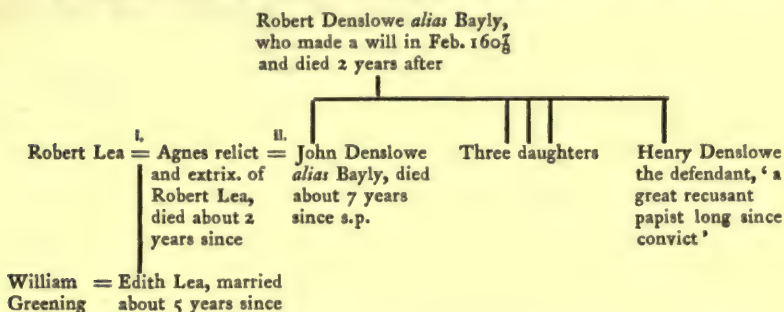 Robert Denslowe alias Bayly,
who made a will in Feb. 160⅞
and died 2 years after
Robert Lea
I.
=
Agnes relict
and extrix. of
Robert Lea,
died about 2
years since
II.
=
John Denslowe
alias Bayly, died
about 7 years
since s.p.
Three daughters
Henry Denslowe
the defendant, ‘ a
great recusant
papist long since
convict ’
William
Greening
=
Edith Lea, married
about 5 years since